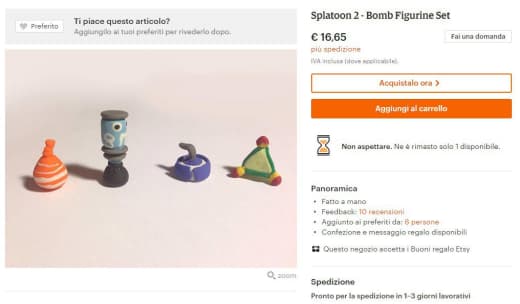 Preferito
Ti piace questo articolo?
Aggiungilo ai tuoi preferiti per rivederlo dopo.
zoom
Splatoon 2 - Bomb Figurine Set
€ 16,65
Fai una domanda
più spedizione
IVA inclusa (dove applicabile).
Acquistalo ora
Aggiungi al carrello
Non aspettare. Ne è rimasto solo 1 disponibile.
Panoramica
• Fatto a mano
• Feedback: 10 recensioni
• Aggiunto ai preferiti da: 6 persone
• Confezione e messaggio regalo disponibili
Questo negozio accetta i Buoni regalo Etsy
Spedizione
Pronto per la spedizione in 1–3 giorni lavorativi